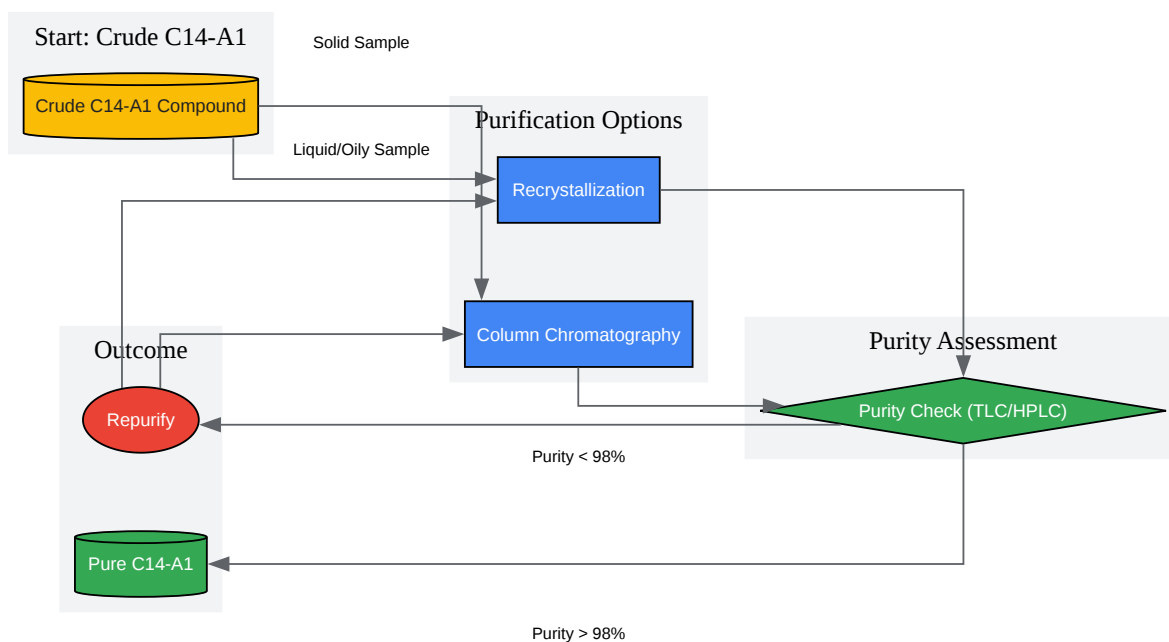 Start: Crude C14-A1
Solid Sample
Crude C14-A1 Compound
Purification Options
Liquid/Oily Sample
Recrystallization
Column Chromatography
Outcome
Purity Assessment
Repurify
Purity Check (TLC/HPLC)
Purity < 98%
Pure C14-A1
Purity > 98%